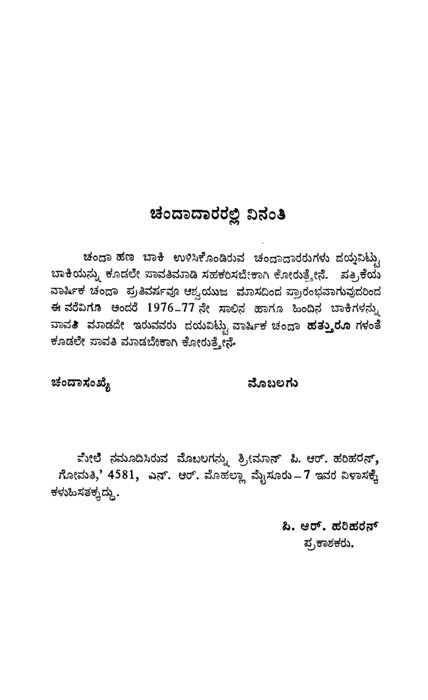 ಚಂದಾದಾರರಲ್ಲಿ ವಿನಂತಿ
ಚಂದಾ ಹಣ ಬಾಕಿ ಉಳಿಸಿಕೊಂಡಿರುವ ಚಂದಾದಾರರುಗಳು ದಯವಿಟ್ಟು
ಬಾಕಿಯನ್ನು ಕೂಡಲೇ ಪಾವತಿಮಾಡಿ ಸಹಕರಿಸಬೇಕಾಗಿ ಕೋರುತ್ತೇನೆ. ಪತ್ರಿಕೆಯ
ವಾರ್ಷಿಕ ಚಂದಾ ಪ್ರತಿವರ್ಷವೂ ಆಶ್ವಯುಜ ಮಾಸದಿಂದ ಪ್ರಾರಂಭವಾಗುವುದರಿಂದ
ಈ ವರೆವಿಗೂ ಅಂದರೆ 1976-77 ನೇ ಸಾಲಿನ ಹಾಗೂ ಹಿಂದಿನ ಬಾಕಿಗಳನ್ನು
ಪಾವತಿ ಮಾಡದೇ ಇರುವವರು ದಯವಿಟ್ಟು ವಾರ್ಷಿಕ ಚಂದಾ ಹತ್ತುರೂ ಗಳಂತೆ
ಕೂಡಲೇ ಪಾವತಿ ಮಾಡಬೇಕಾಗಿ ಕೋರುತ್ತೇನೆ.
ಚಂದಾಸಂಖ್ಯೆ ಮೊಬಲಗು
ಮೇಲೆ ನಮೂದಿಸಿರುವ ಮೊಬಲಗನ್ನು ಶ್ರೀಮಾನ್ ಪಿ. ಆರ್. ಹರಿಹರನ್,
ಗೋಮತಿ,' 4581, ಎನ್. ಆರ್. ಮೊಹಲ್ಲಾ ಮೈಸೂರು-7 ಇವರ ವಿಳಾಸಕ್ಕೆ
ಕಳುಹಿಸತಕ್ಕದ್ದು.
ಪಿ. ಆರ್. ಹರಿಹರನ್
ಪ್ರಕಾಶಕರು.